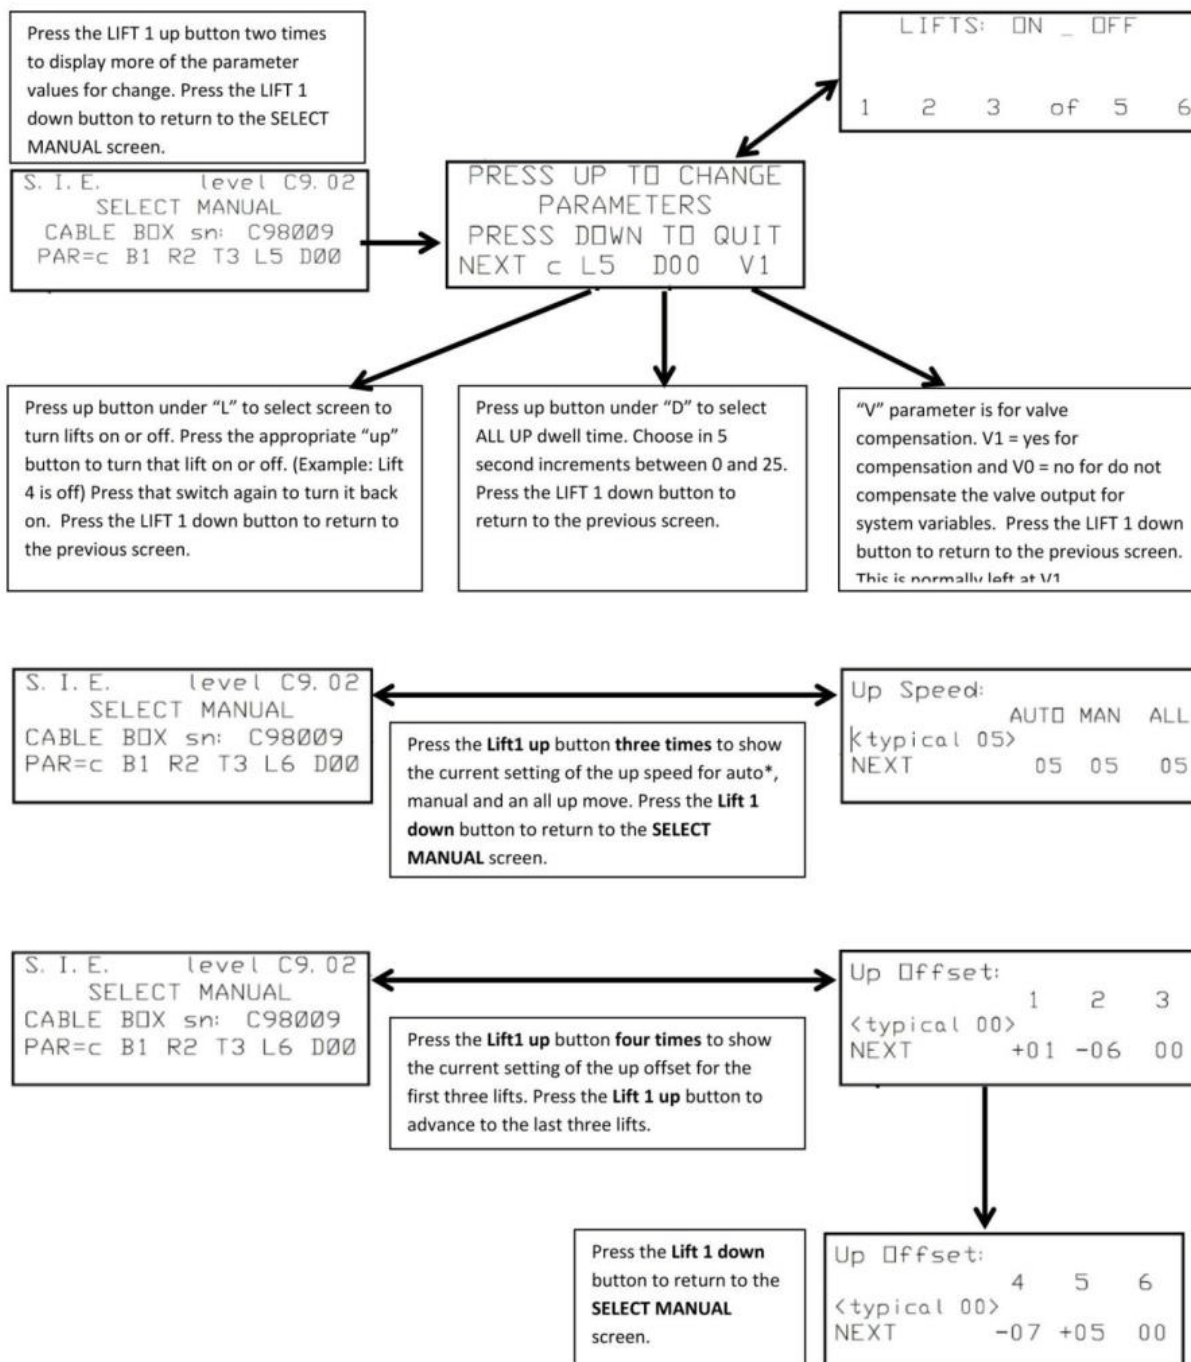 Press the LIFT 1 up button two times
to display more of the parameter
values for change. Press the LIFT 1
down button to return to the SELECT
MANUAL screen.
LIFTS: ON _ OFF
1 2 3 of 5 6
S. I. E. level C9.02
SELECT MANUAL
CABLE BOX sn: C98009
PAR=c B1 R2 T3 L5 D00
PRESS UP TO CHANGE
PARAMETERS
PRESS DOWN TO QUIT
NEXT c L5 D00 V1
Press up button under “L” to select screen to
turn lifts on or off. Press the appropriate “up”
button to turn that lift on or off. (Example: Lift
4 is off) Press that switch again to turn it back
on. Press the LIFT 1 down button to return to
the previous screen.
Press up button under “D” to select
ALL UP dwell time. Choose in 5
second increments between 0 and 25.
Press the LIFT 1 down button to
return to the previous screen.
“V” parameter is for valve
compensation. V1 = yes for
compensation and V0 = no for do not
compensate the valve output for
system variables. Press the LIFT 1 down
button to return to the previous screen.
This is normally left at V1
S. I. E. level C9.02
SELECT MANUAL
CABLE BOX sn: C98009
PAR=c B1 R2 T3 L6 D00
Press the Lift1 up button three times to show
the current setting of the up speed for auto*,
manual and an all up move. Press the Lift 1
down button to return to the SELECT
MANUAL screen.
Up Speed:
AUTO MAN ALL
<typical 05>
NEXT 05 05 05
S. I. E. level C9.02
SELECT MANUAL
CABLE BOX sn: C98009
PAR=c B1 R2 T3 L6 D00
Press the Lift1 up button four times to show
the current setting of the up offset for the
first three lifts. Press the Lift 1 up button to
advance to the last three lifts.
Up Offset:
1 2 3
<typical 00>
NEXT +01 -06 00
Press the Lift 1 down
button to return to the
SELECT MANUAL
screen.
Up Offset:
4 5 6
<typical 00>
NEXT -07 +05 00